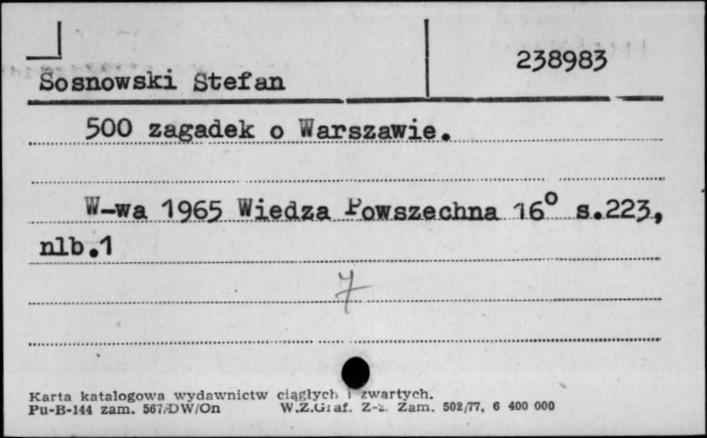 238983
Sosnowski Stefan
500 zagadek o Warszawie.
W-wa 1965 Wiedza Powszechna 16° s.223,
nlb.1
7
Karta katalogowa wydawnictw ciągłych i zwartych.
Pu-B-144 zam. 567/DW/On W.Z.Graf. Z-2. Zam. 502/77, 6 400 000